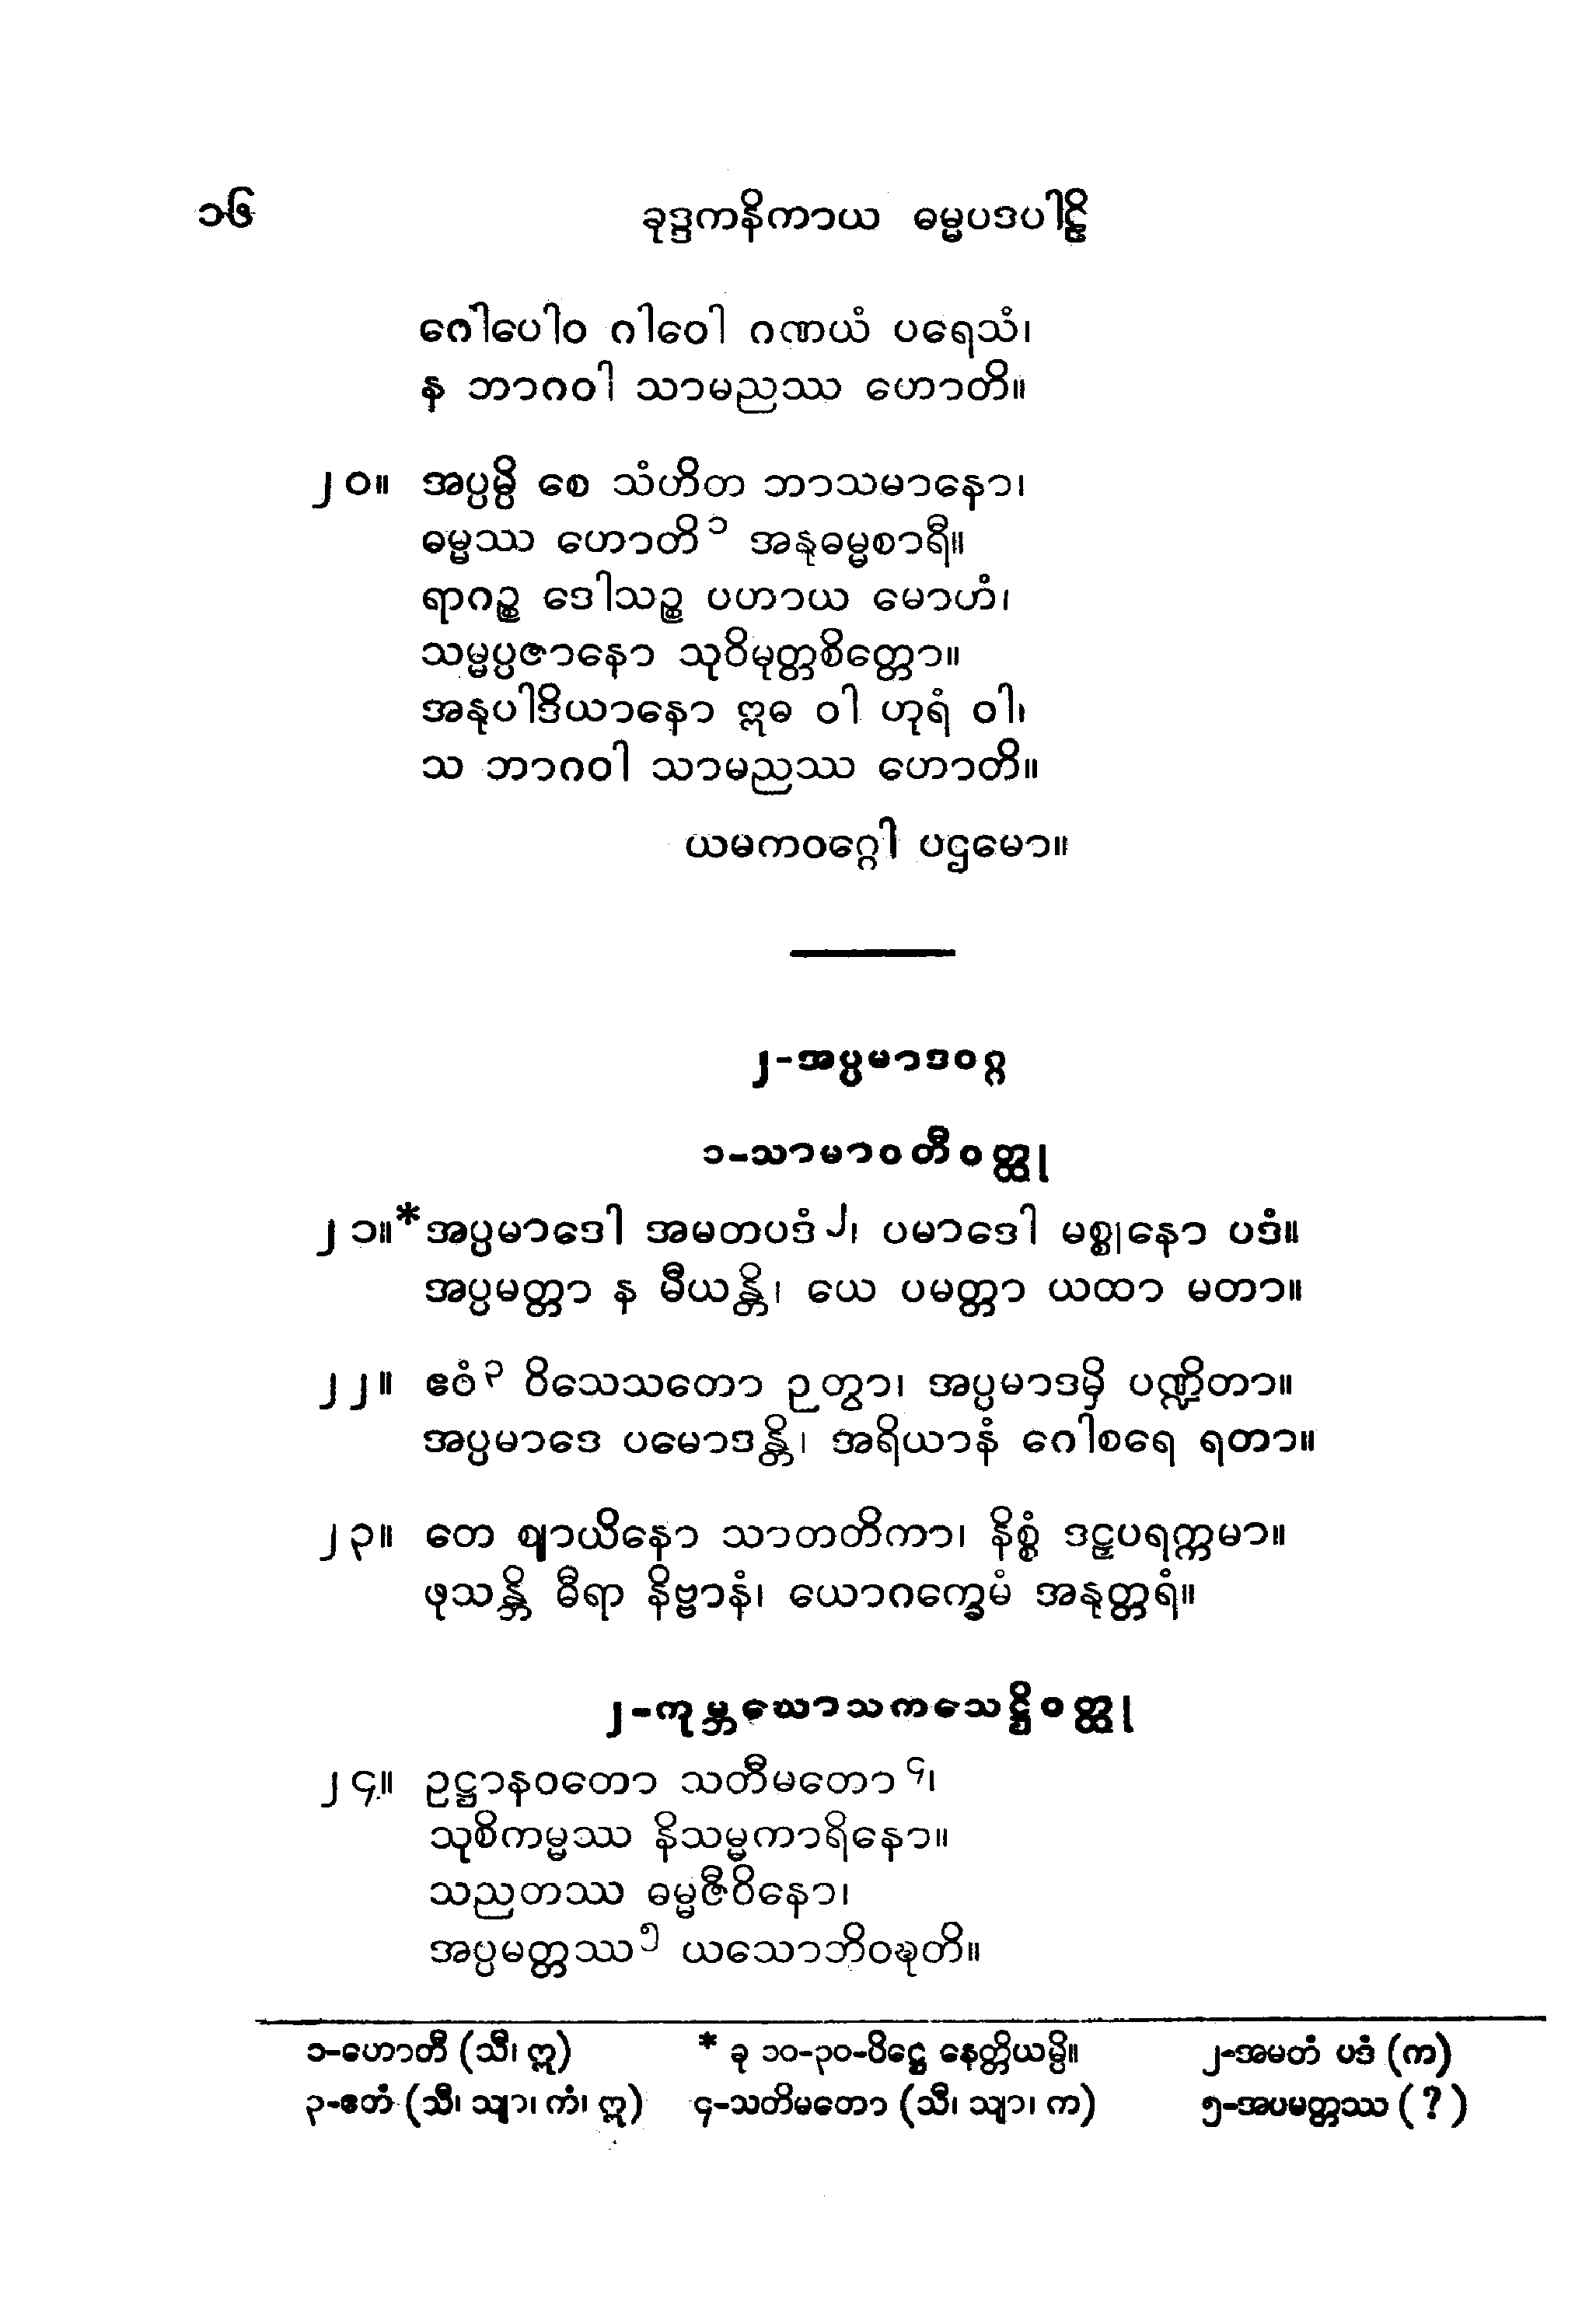 ၁၆ ခုဒ္ဒကနိကာယ ဓမ္မပဒပါဠိ
ဂေါပေါဝ ဂါဝေါ ဂဏယံ ပရေသံ၊
န ဘာဂဝါ သာမညဿ ဟောတိ။
၂၀။ အပ္ပမ္ပိ စေ သံဟိတ ဘာသမာနော၊
ဓမ္မဿ ဟောတိ၁ အနုဓမ္မစာရီ။
ရာဂဉ္စ ဒေါသဉ္စ ပဟာယ မောဟံ၊
သမ္မပ္ပဇာနော သုဝိမုတ္တစိတ္တော။
အနုပါဒိယာနော ဣဓ ဝါ ဟုရံ ဝါ၊
သ ဘာဂဝါ သာမညဿ ဟောတိ။
ယမကဝဂ္ဂေါ ပဌမော။
၂-အပ္ပမာဒဝဂ္ဂ
၁-သာမာဝတီဝတ္ထု
၂၁။*အပ္ပမာဒေါ အမတပဒံ၂၊ ပမာဒေါ မစ္စုနော ပဒံ။
အပ္ပမတ္တာ န မီယန္တိ၊ ယေ ပမတ္တာ ယထာ မတာ။
၂၂။ ဧဝံ၃ ဝိသေသတော ဉတွာ၊ အပ္ပမာဒမှိ ပဏ္ဍိတာ။
အပ္ပမာဒေ ပမောဒန္တိ၊ အရိယာနံ ဂေါစရေ ရတာ။
၂၃။ တေ ဈာယိနော သာတတိကာ၊ နိစ္စံ ဒဠှပရက္ကမာ။
ဖုသန္တိ ဓီရာ နိဗ္ဗာနံ၊ ယောဂက္ခေမံ အနုတ္တရံ။
၂-ကုမ္ဘဃောသကသေဋ္ဌိဝတ္ထု
၂၄။ ဥဋ္ဌာနဝတော သတီမတော၄၊
သုစိကမ္မဿ နိသမ္မကာရိနော။
သညတဿ ဓမ္မဇီဝိနော၊
အပ္ပမတ္တဿ၅ ယသောဘိဝဍ္ဎတိ။
၁-ဟောတီ (သီ၊ ဣ) * ခု ၁၀-၃၀-ပိဋ္ဌေ နေတ္တိယမ္ပိ။ ၂-အမတံ ပဒံ (က)
၃-ဧတံ (သီ၊ သျာ၊ ကံ၊ ဣ) ၄-သတိမတော (သီ၊ သျာ၊ က) ၅-အပမတ္တဿ (?)